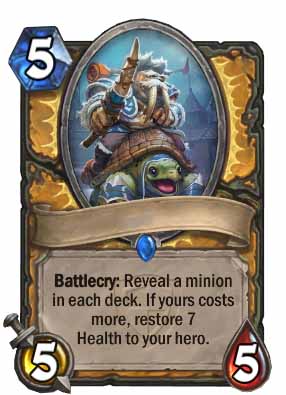 5
Battlecry: Reveal a minion
in each deck. If yours costs
more, restore 7
Health to your hero.
5
5